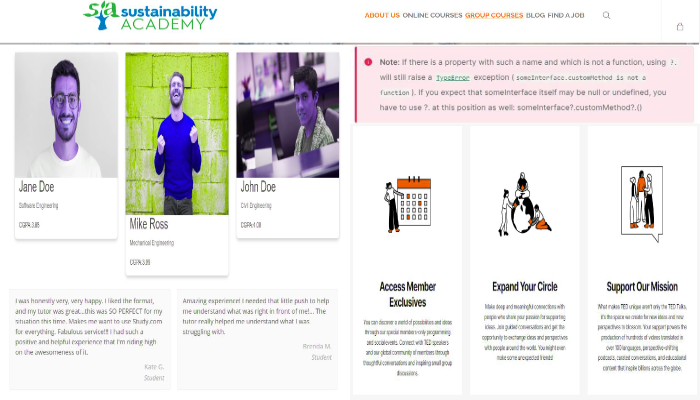 sustainability
ACADEMY
ABOUT US ONLINE COURSES GROUP COURSES BLOG FIND A JOB
Jane Doe
Software Engineering
CGPA:3.95
Mike Ross
Mechanical Engineering
CGPA:3.95
John Doe
Civil Engineering
CGPA:4.00
I was honestly very, very happy. I liked the format,
and my tutor was great...this was SO PERFECT for my
situation this time. Makes me want to use Study.com
for everything. Fabulous service!!! I had such a
positive and helpful experience that I'm riding high
on the awesomeness of it.
Kate G.
Student
Amazing experience! I needed that little push to help
me understand what was right in front of me!... The
tutor really helped me understand what I was
struggling with.
Brenda M.
Student
Note: If there is a property with such a name and which is not a function, using ?.
will still raise a TypeError exception ( someInterface.customMethod is not a
function ). If you expect that someInterface itself may be null or undefined, you
have to use ?. at this position as well: someInterface?.customMethod?.()
Access Member
Exclusives
You can discover a world of possibilities and ideas
through our special members-only programming
and social events. Connect with TED speakers
and our global community of members through
thoughtful conversations and inspiring small group
discussions.
Expand Your Circle
Make deep and meaningful connections with
people who share your passion for supporting
ideas. Join guided conversations and get the
opportunity to exchange ideas and perspectives
with people around the world. You might even
make some unexpected friends!
Support Our Mission
What makes TED unique aren't only the TED Talks.
It's the space we create for new ideas and new
perspectives to blossom. Your support powers the
production of hundreds of videos translated in
over 100 languages, perspective-shifting
podcasts, curated conversations, and educational
content that inspire billions across the globe.